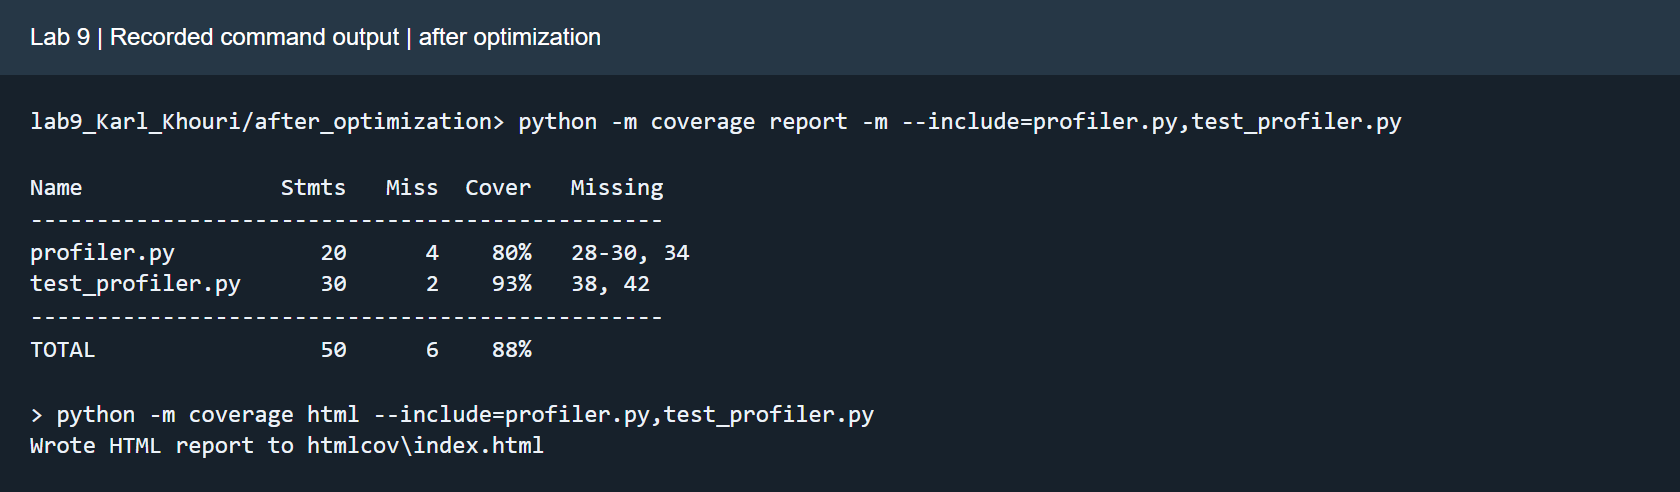 Lab 9 | Recorded command output | after optimization
lab9_Karl_Khouri/after_optimization> python -m coverage report -m --include=profiler.py,test_profiler.py
Name               Stmts   Miss  Cover   Missing
------------------------------------------------
profiler.py           20      4    80%   28-30, 34
test_profiler.py      30      2    93%   38, 42
------------------------------------------------
TOTAL                 50      6    88%
> python -m coverage html --include=profiler.py,test_profiler.py
Wrote HTML report to htmlcov\index.html